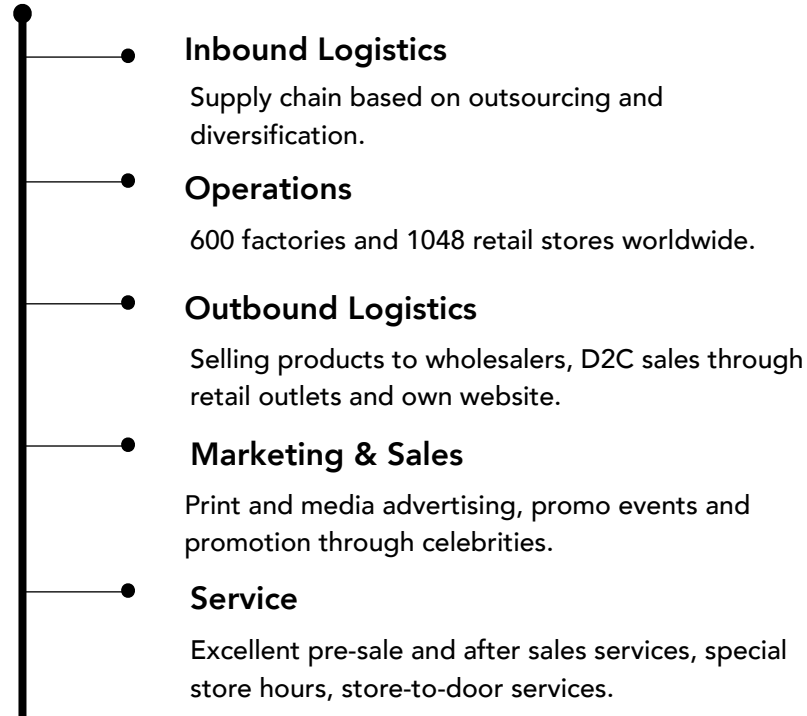 Inbound Logistics
Supply chain based on outsourcing and
diversification.
Operations
600 factories and 1048 retail stores worldwide.
Outbound Logistics
Selling products to wholesalers, D2C sales through
retail outlets and own website.
Marketing & Sales
Print and media advertising, promo events and
promotion through celebrities.
Service
Excellent pre-sale and after sales services, special
store hours, store-to-door services.